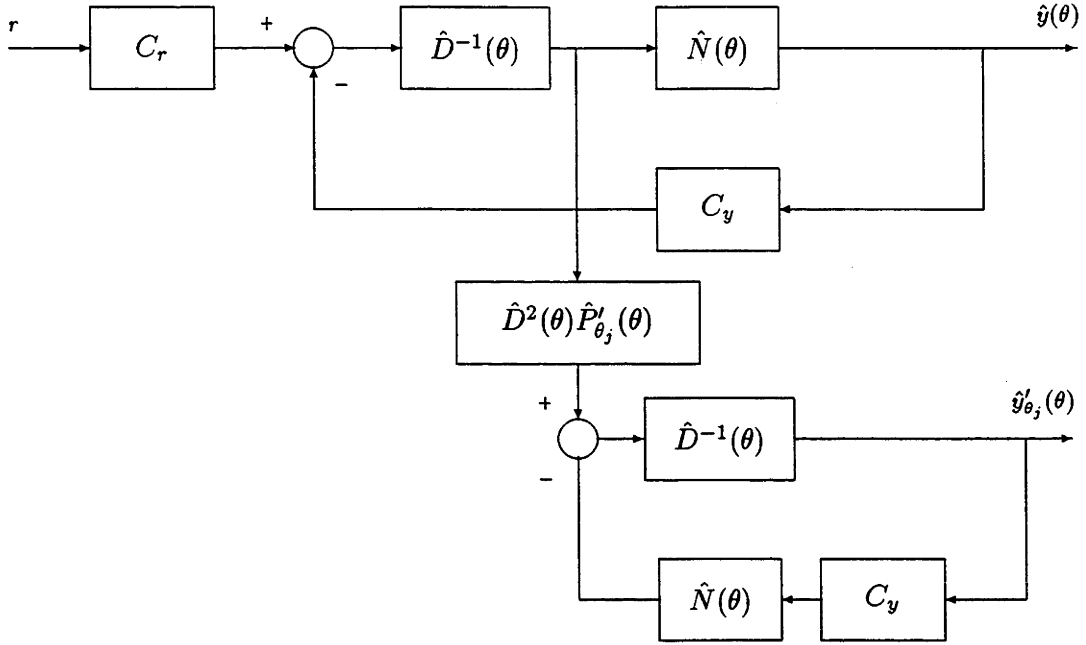 r
C_r
+
−
D̂⁻¹(θ)
N̂(θ)
ŷ(θ)
C_y
D̂²(θ)P̂′_{θ_j}(θ)
+
−
D̂⁻¹(θ)
ŷ′_{θ_j}(θ)
N̂(θ)
C_y